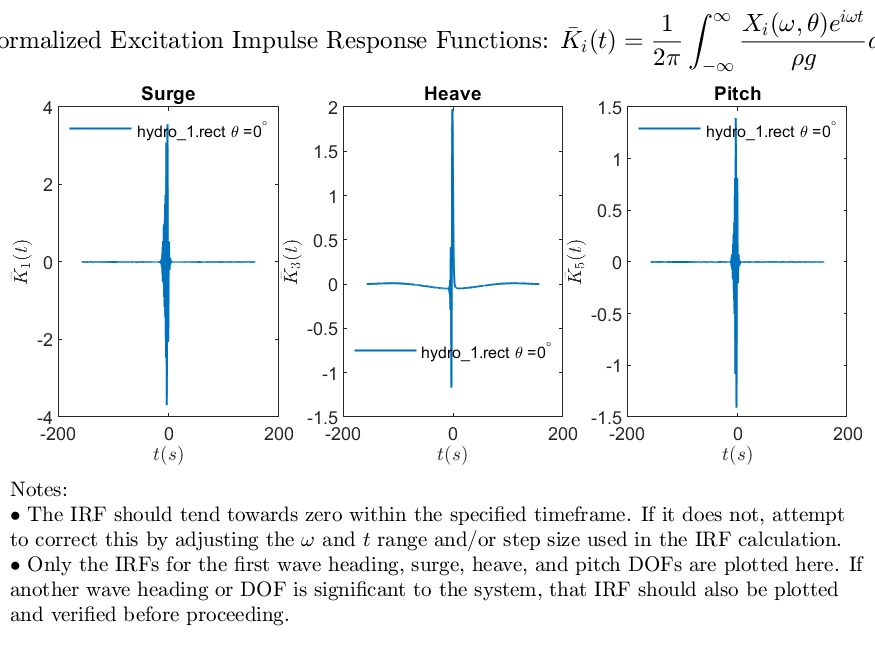 ormalized Excitation Impulse Response Functions: K̄ᵢ(t) = 1/2π ∫_{-∞}^{∞} Xᵢ(ω, θ)e^{iωt}/ρg
Surge Heave Pitch
hydro_1.rect θ =0° hydro_1.rect θ =0°
4 2 1.5
2 1.5 1
0 1 0.5
-2 0.5 0
-4 0 -0.5
-0.5 -1
-1 -1.5
-1.5
hydro_1.rect θ =0°
K̄₁(t) K̄₃(t) K̄₅(t)
-200 0 200 -200 0 200 -200 0 200
t(s) t(s) t(s)
Notes:
• The IRF should tend towards zero within the specified timeframe. If it does not, attempt
to correct this by adjusting the ω and t range and/or step size used in the IRF calculation.
• Only the IRFs for the first wave heading, surge, heave, and pitch DOFs are plotted here. If
another wave heading or DOF is significant to the system, that IRF should also be plotted
and verified before proceeding.